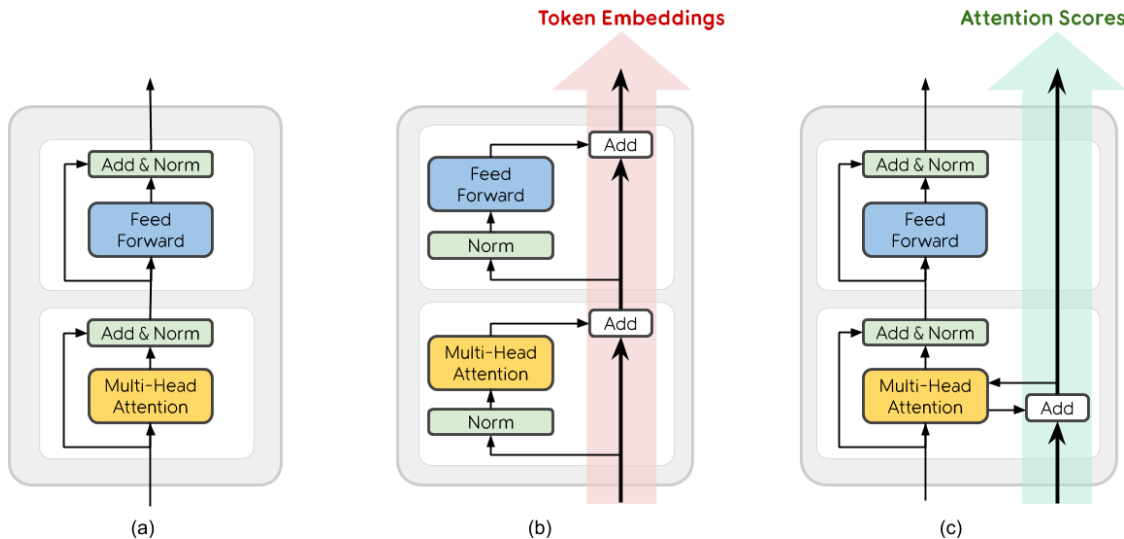 Token Embeddings
Attention Scores
Add & Norm
Feed
Forward
Add & Norm
Multi-Head
Attention
(a)
Add
Feed
Forward
Norm
Add
Multi-Head
Attention
Norm
(b)
Add & Norm
Feed
Forward
Add & Norm
Multi-Head
Attention
Add
(c)